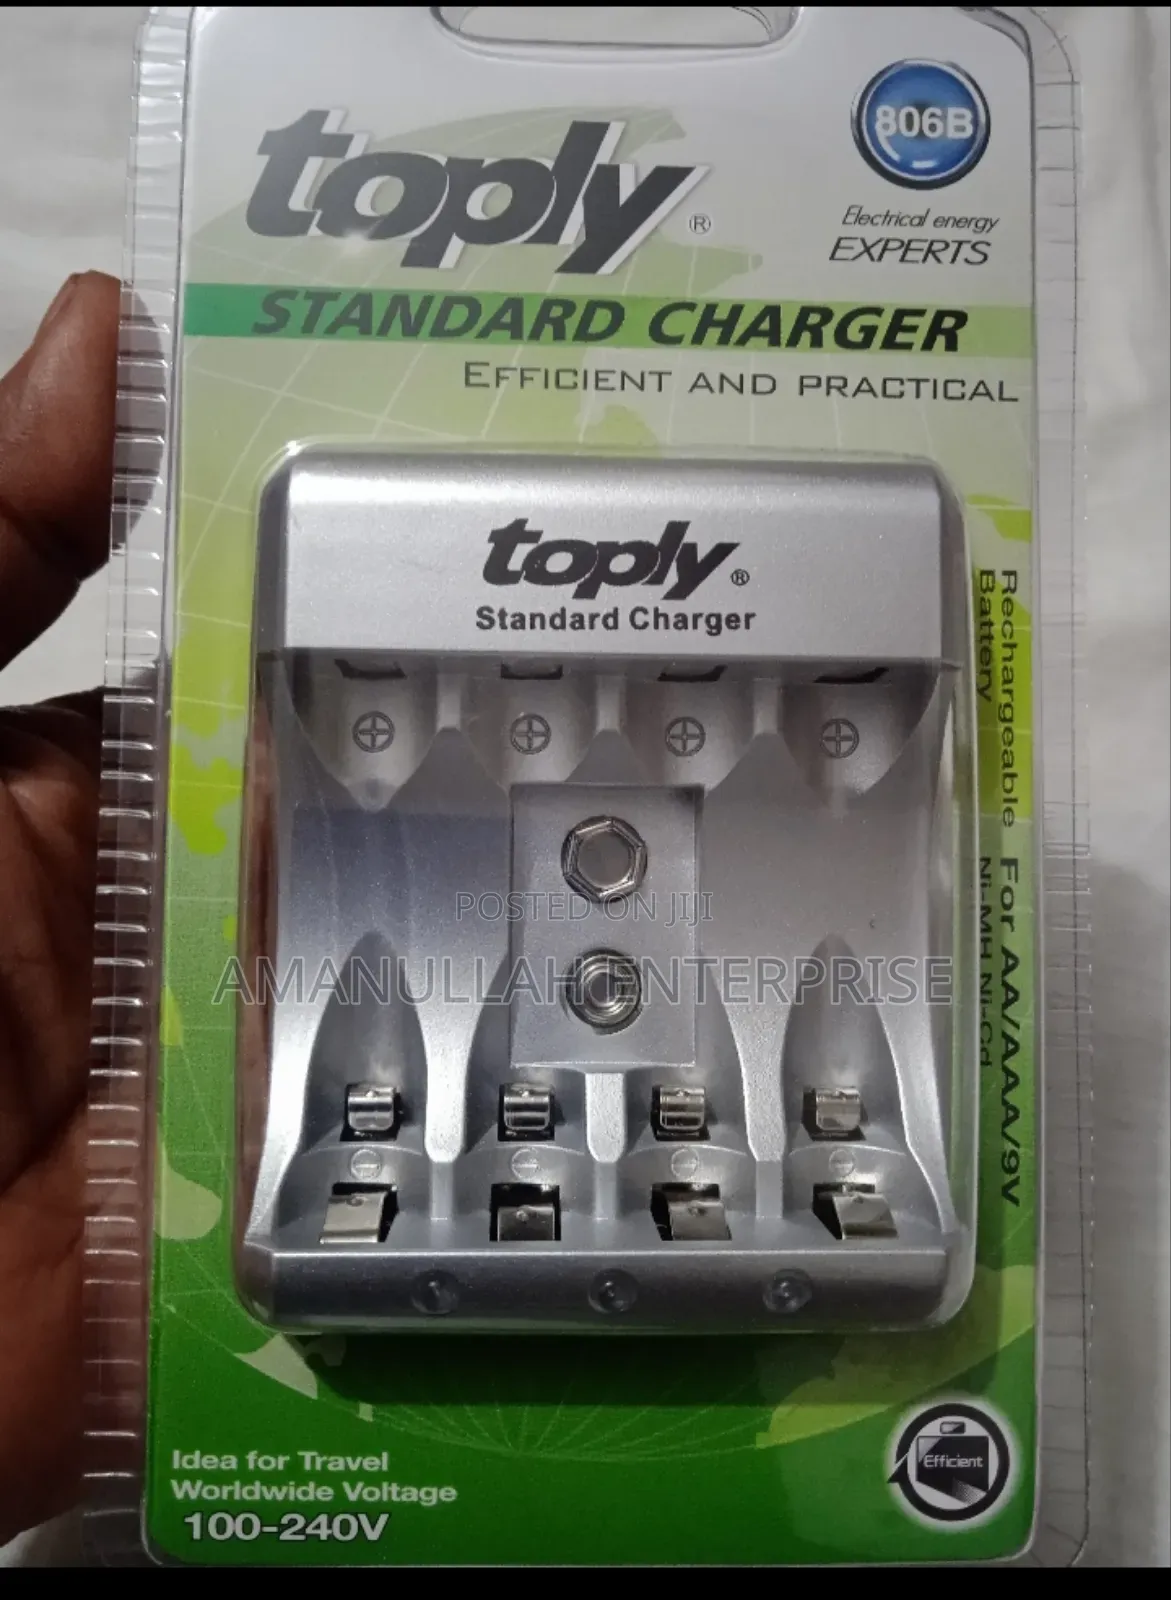 toply ®
806B
Electrical energy
EXPERTS
STANDARD CHARGER
EFFICIENT AND PRACTICAL
toply ®
Standard Charger
Rechargeable For AA/AAA/9V
Battery Ni-MH Ni-Cd
POSTED ON JIJI
AMANULLAH ENTERPRISE
Idea for Travel
Worldwide Voltage
100-240V
Efficient